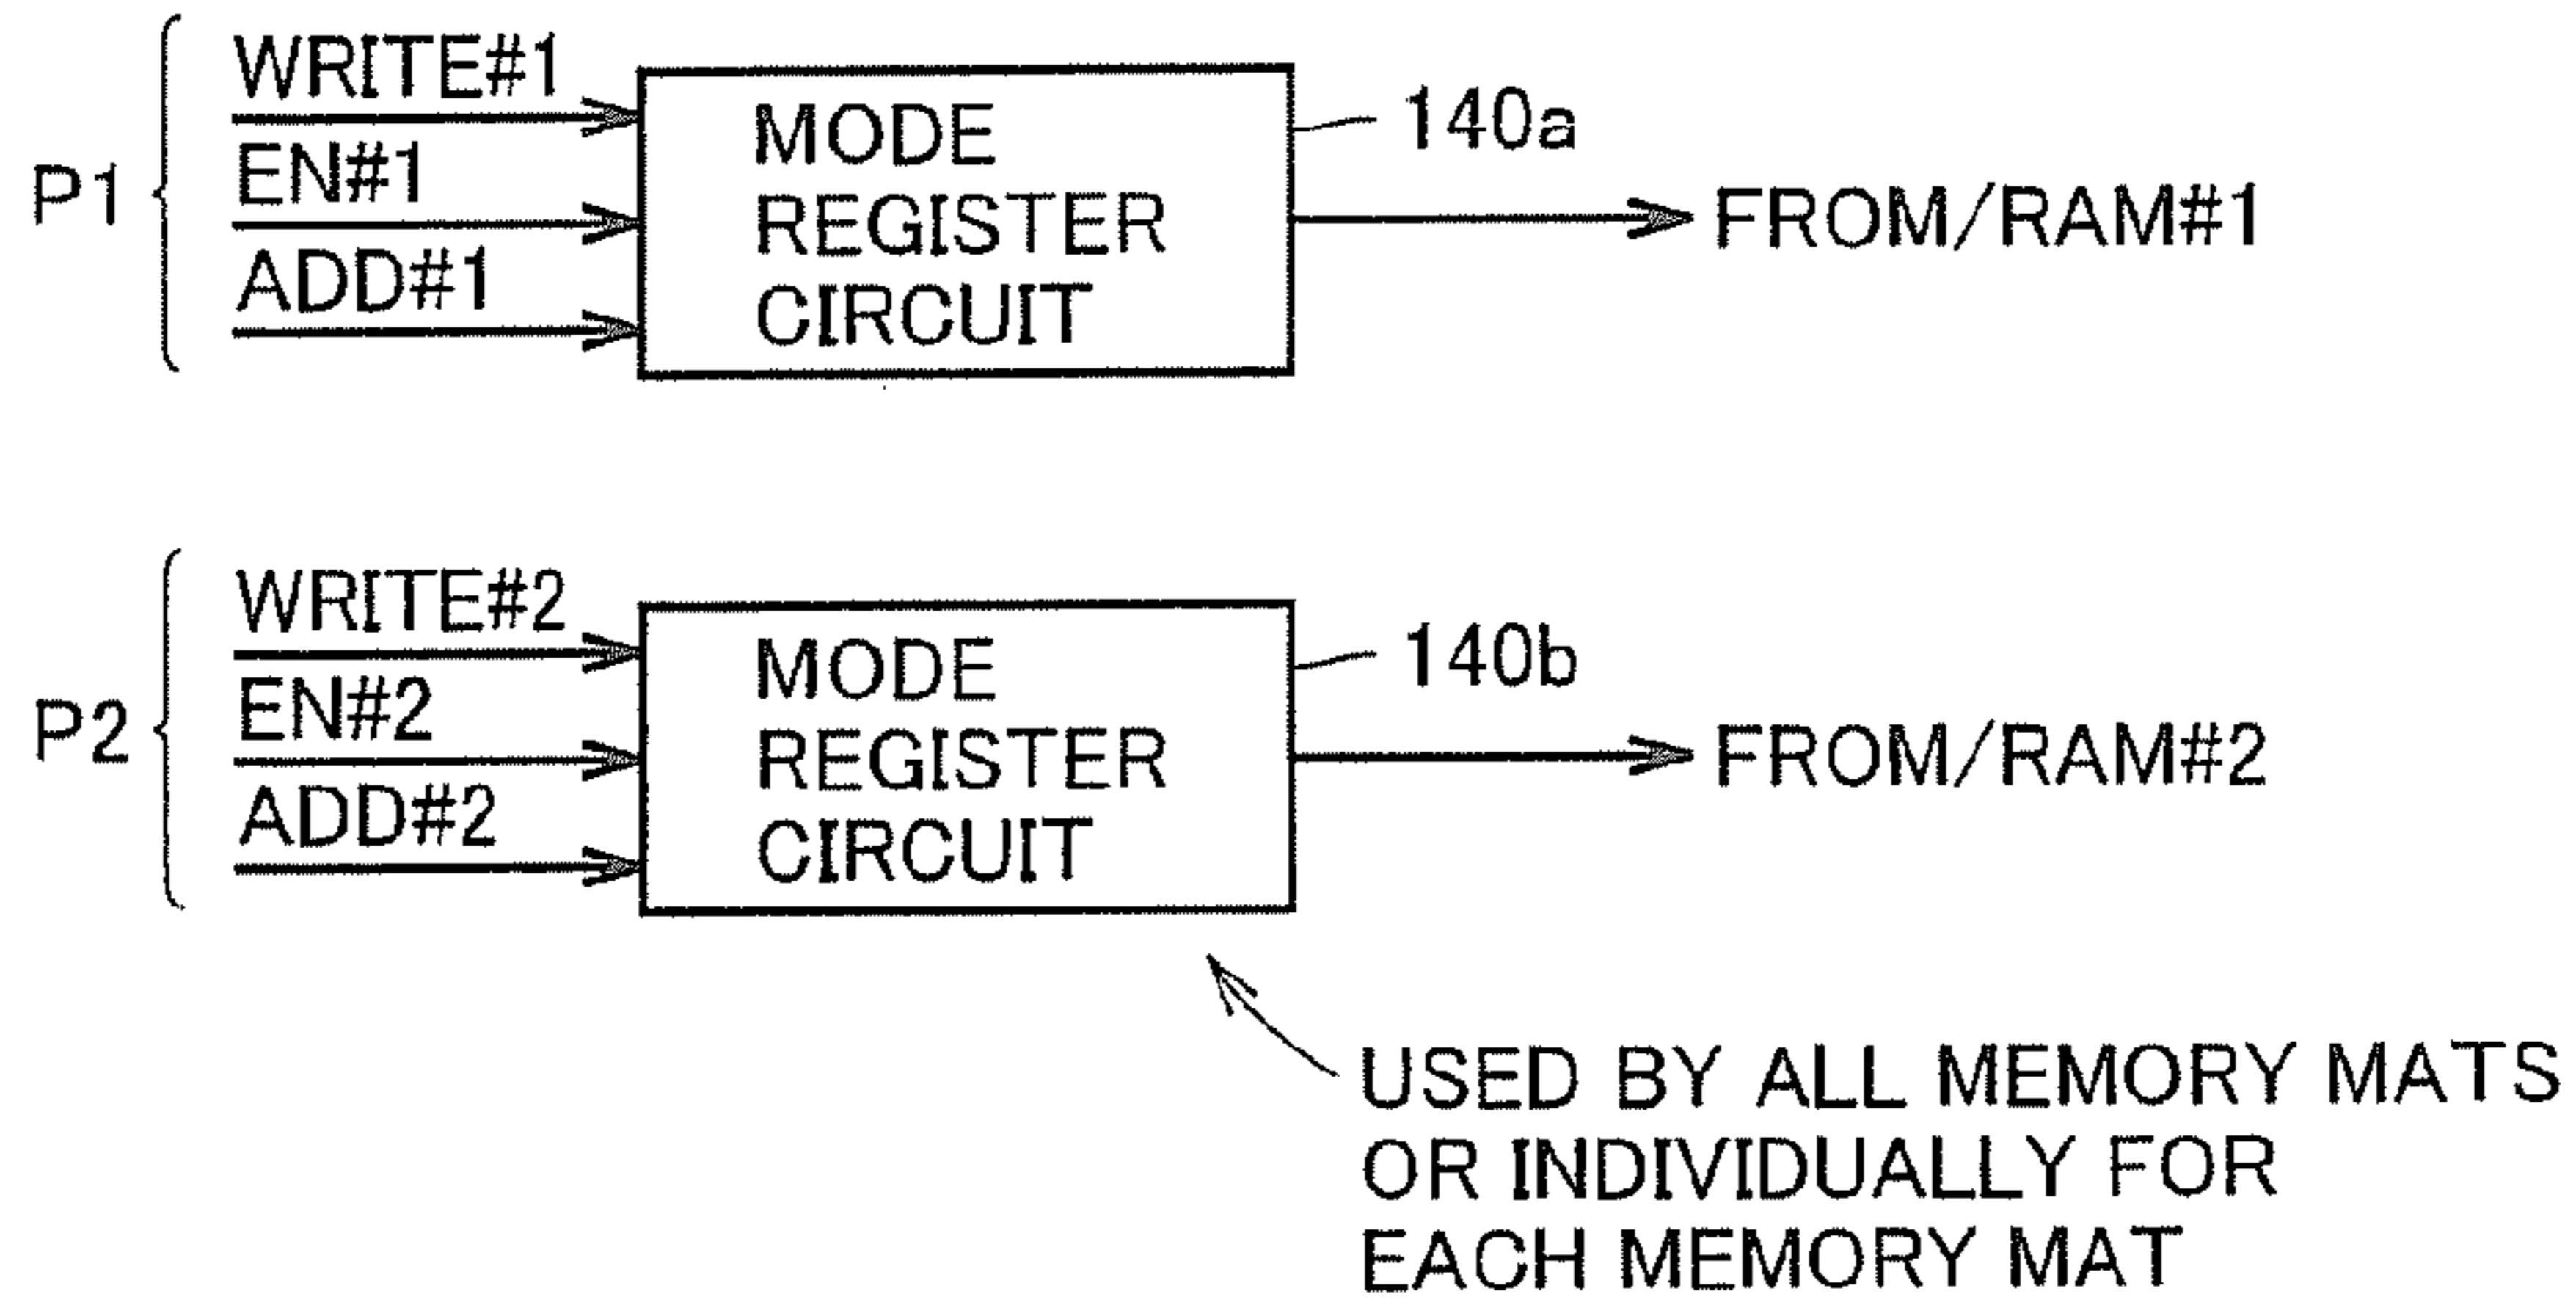 P1
WRITE#1
EN#1
ADD#1
MODE
REGISTER
CIRCUIT
140a
FROM/RAM#1
P2
WRITE#2
EN#2
ADD#2
MODE
REGISTER
CIRCUIT
140b
FROM/RAM#2
USED BY ALL MEMORY MATS
OR INDIVIDUALLY FOR
EACH MEMORY MAT